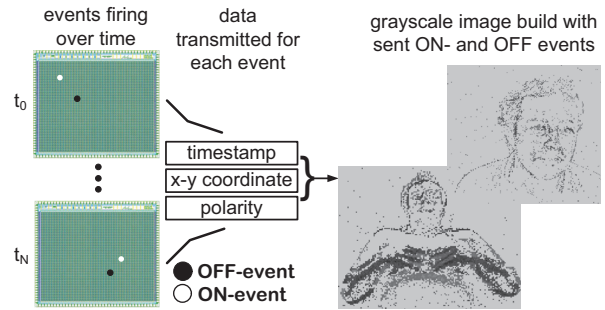 events firing
over time
data
transmitted for
each event
grayscale image build with
sent ON- and OFF events
t0
timestamp
x-y coordinate
polarity
tN
OFF-event
ON-event